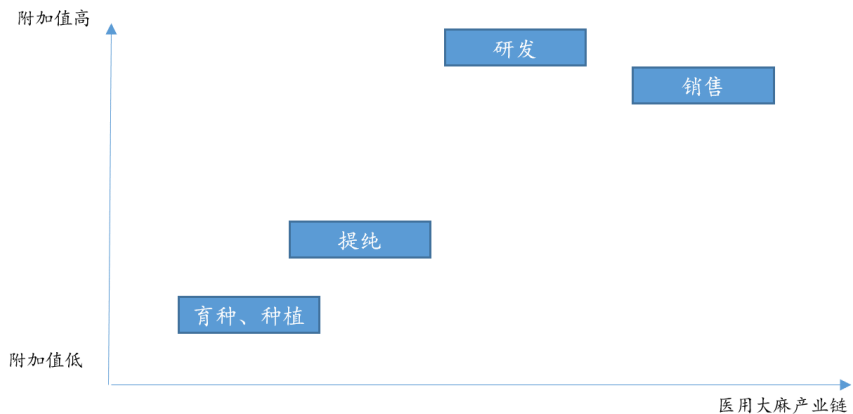 附加值高
研发
销售
提纯
育种、种植
附加值低
医用大麻产业链